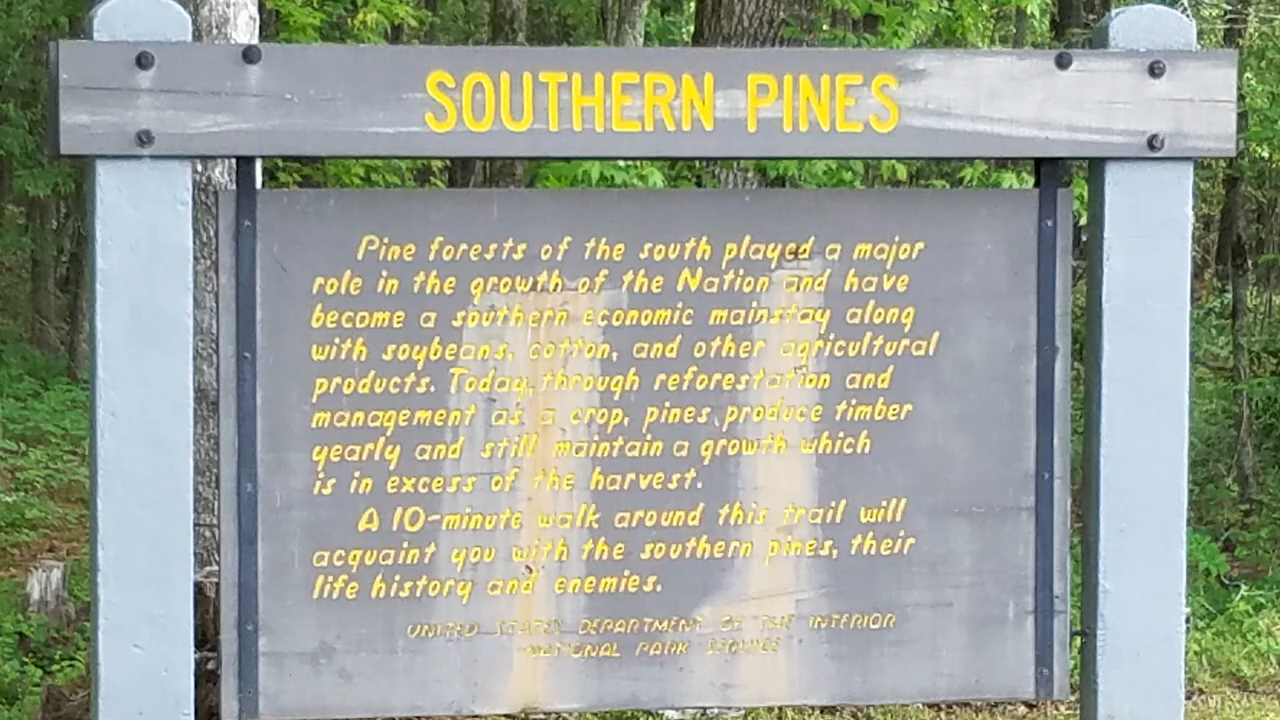 SOUTHERN PINES
Pine forests of the south played a major
role in the growth of the Nation and have
become a southern economic mainstay along
with soybeans, cotton, and other agricultural
products. Today, through reforestation and
management as a crop, pines produce timber
yearly and still maintain a growth which
is in excess of the harvest.
A 10-minute walk around this trail will
acquaint you with the southern pines, their
life history and enemies.
UNITED STATES DEPARTMENT OF THE INTERIOR
NATIONAL PARK SERVICE